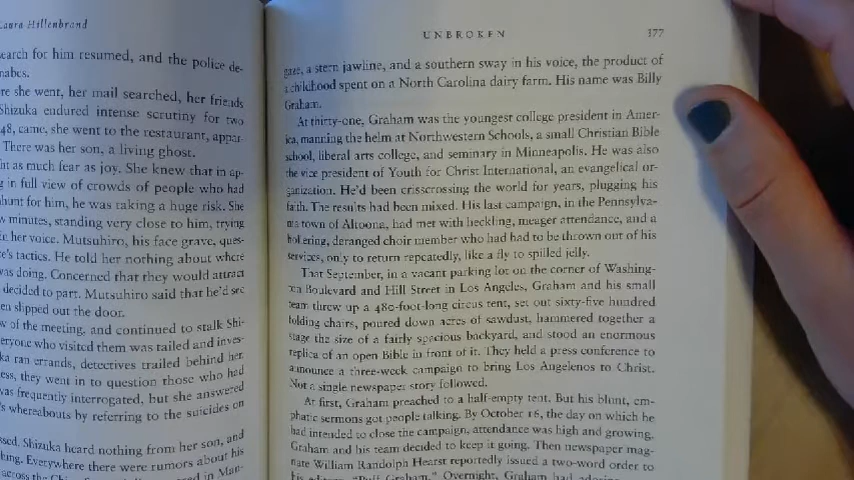 Laura Hillenbrand
earch for him resumed, and the police de-
nabes.
re she went, her mail searched, her friends
Shizuka endured intense scrutiny for two
48, came, she went to the restaurant, appar-
There was her son, a living ghost.
nt as much fear as joy. She knew that in ap-
g in full view of crowds of people who had
hunt for him, he was taking a huge risk. She
w minutes, standing very close to him, trying
her voice. Mutsuhiro, his face grave, ques-
e's tactics. He told her nothing about where
was doing. Concerned that they would attract
decided to part. Mutsuhiro said that he'd see
en slipped out the door.
w of the meeting, and continued to stalk Shi-
eryone who visited them was tailed and inves-
ka ran errands, detectives trailed behind her.
ess, they went in to question those who had
was frequently interrogated, but she answered
's whereabouts by referring to the suicides on
ssed, Shizuka heard nothing from her son, and
hing. Everywhere there were rumors about his
across the in Man-
UNBROKEN 377
gaze, a stern jawline, and a southern sway in his voice, the product of
a childhood spent on a North Carolina dairy farm. His name was Billy
Graham.
At thirty-one, Graham was the youngest college president in Amer-
ica, manning the helm at Northwestern Schools, a small Christian Bible
school, liberal arts college, and seminary in Minneapolis. He was also
the vice president of Youth for Christ International, an evangelical or-
ganization. He'd been crisscrossing the world for years, plugging his
faith. The results had been mixed. His last campaign, in the Pennsylva-
nia town of Altoona, had met with heckling, meager attendance, and a
hollering, deranged choir member who had had to be thrown out of his
services, only to return repeatedly, like a fly to spilled jelly.
That September, in a vacant parking lot on the corner of Washing-
ton Boulevard and Hill Street in Los Angeles, Graham and his small
team threw up a 480-foot-long circus tent, set out sixty-five hundred
folding chairs, poured down acres of sawdust, hammered together a
stage the size of a fairly spacious backyard, and stood an enormous
replica of an open Bible in front of it. They held a press conference to
announce a three-week campaign to bring Los Angelenos to Christ.
Not a single newspaper story followed.
At first, Graham preached to a half-empty tent. But his blunt, em-
phatic sermons got people talking. By October 16, the day on which he
had intended to close the campaign, attendance was high and growing.
Graham and his team decided to keep it going. Then newspaper mag-
nate William Randolph Hearst reportedly issued a two-word order to
his editors: "Puff Graham." Overnight, Graham had